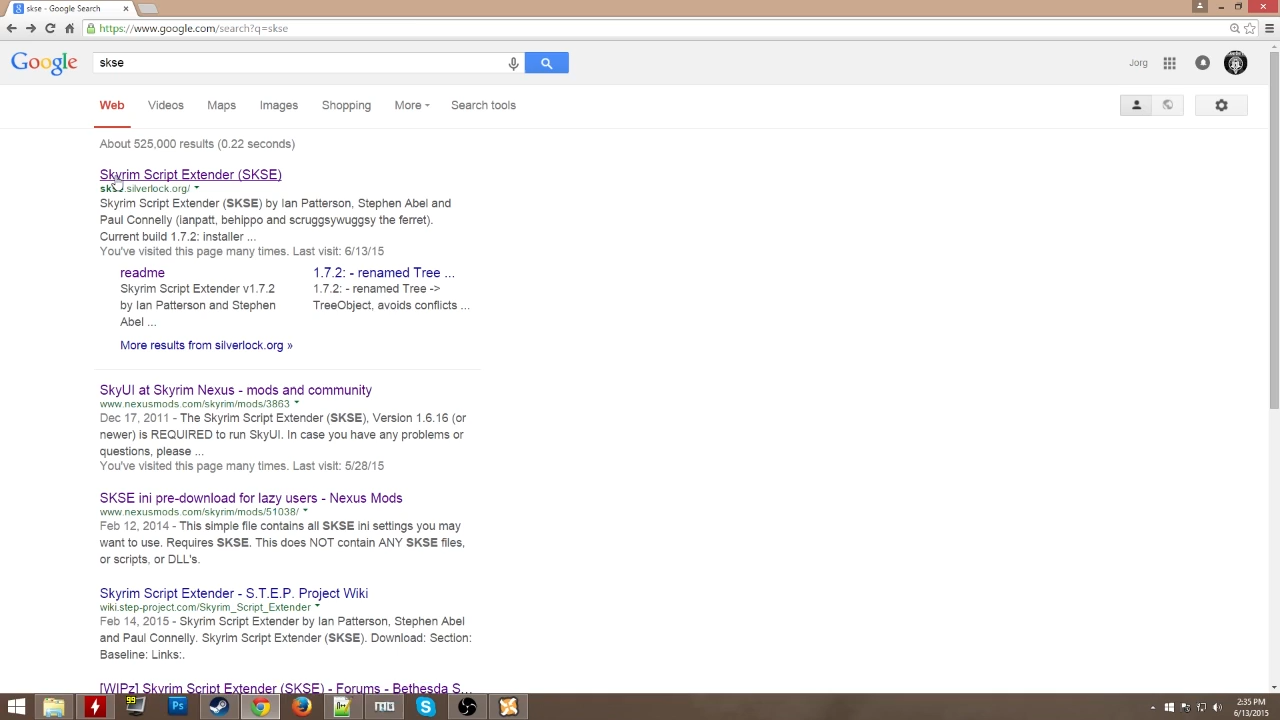 skse - Google Search
https://www.google.com/search?q=skse
Google
skse
Jorg
Web Videos Maps Images Shopping More Search tools
About 525,000 results (0.22 seconds)
Skyrim Script Extender (SKSE)
skse.silverlock.org/
Skyrim Script Extender (SKSE) by Ian Patterson, Stephen Abel and
Paul Connelly (ianpatt, behippo and scruggsywuggsy the ferret).
Current build 1.7.2: installer ...
You've visited this page many times. Last visit: 6/13/15
readme
Skyrim Script Extender v1.7.2
by Ian Patterson and Stephen
Abel ...
1.7.2: - renamed Tree ...
1.7.2: - renamed Tree ->
TreeObject, avoids conflicts ...
More results from silverlock.org »
SkyUI at Skyrim Nexus - mods and community
www.nexusmods.com/skyrim/mods/3863
Dec 17, 2011 - The Skyrim Script Extender (SKSE), Version 1.6.16 (or
newer) is REQUIRED to run SkyUI. In case you have any problems or
questions, please ...
You've visited this page many times. Last visit: 5/28/15
SKSE ini pre-download for lazy users - Nexus Mods
www.nexusmods.com/skyrim/mods/51038/
Feb 12, 2014 - This simple file contains all SKSE ini settings you may
want to use. Requires SKSE. This does NOT contain ANY SKSE files,
or scripts, or DLL's.
Skyrim Script Extender - S.T.E.P. Project Wiki
wiki.step-project.com/Skyrim_Script_Extender
Feb 14, 2015 - Skyrim Script Extender by Ian Patterson, Stephen Abel
and Paul Connelly. Skyrim Script Extender (SKSE). Download: Section:
Baseline: Links:.
[WIPz] Skyrim Script Extender (SKSE) - Forums - Bethesda S...
99
Ps
2:35 PM
6/13/2015